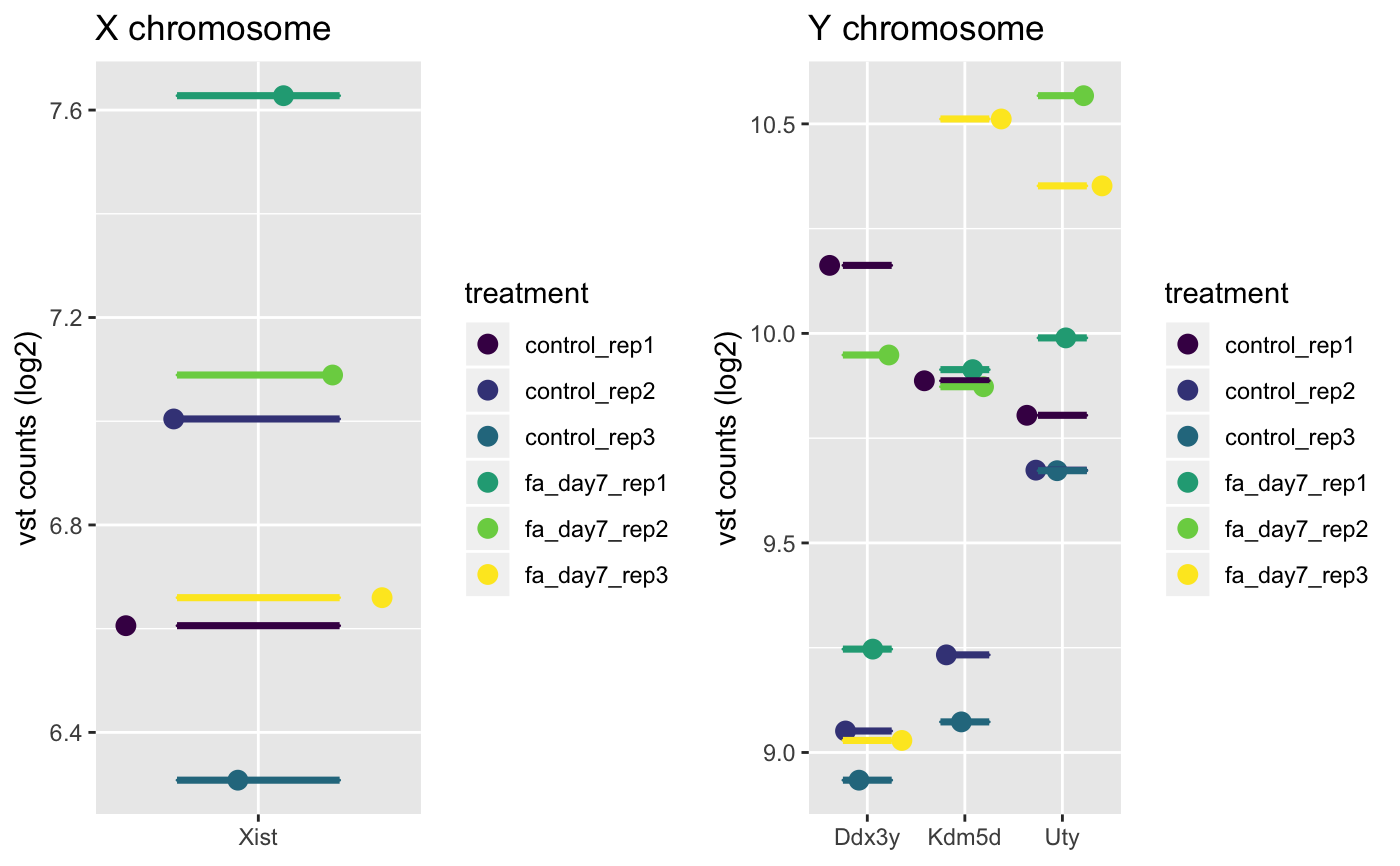 X chromosome
vst counts (log2)
7.6
7.2
6.8
6.4
Xist
treatment
control_rep1
control_rep2
control_rep3
fa_day7_rep1
fa_day7_rep2
fa_day7_rep3
Y chromosome
vst counts (log2)
10.5
10.0
9.5
9.0
Ddx3y Kdm5d Uty
treatment
control_rep1
control_rep2
control_rep3
fa_day7_rep1
fa_day7_rep2
fa_day7_rep3